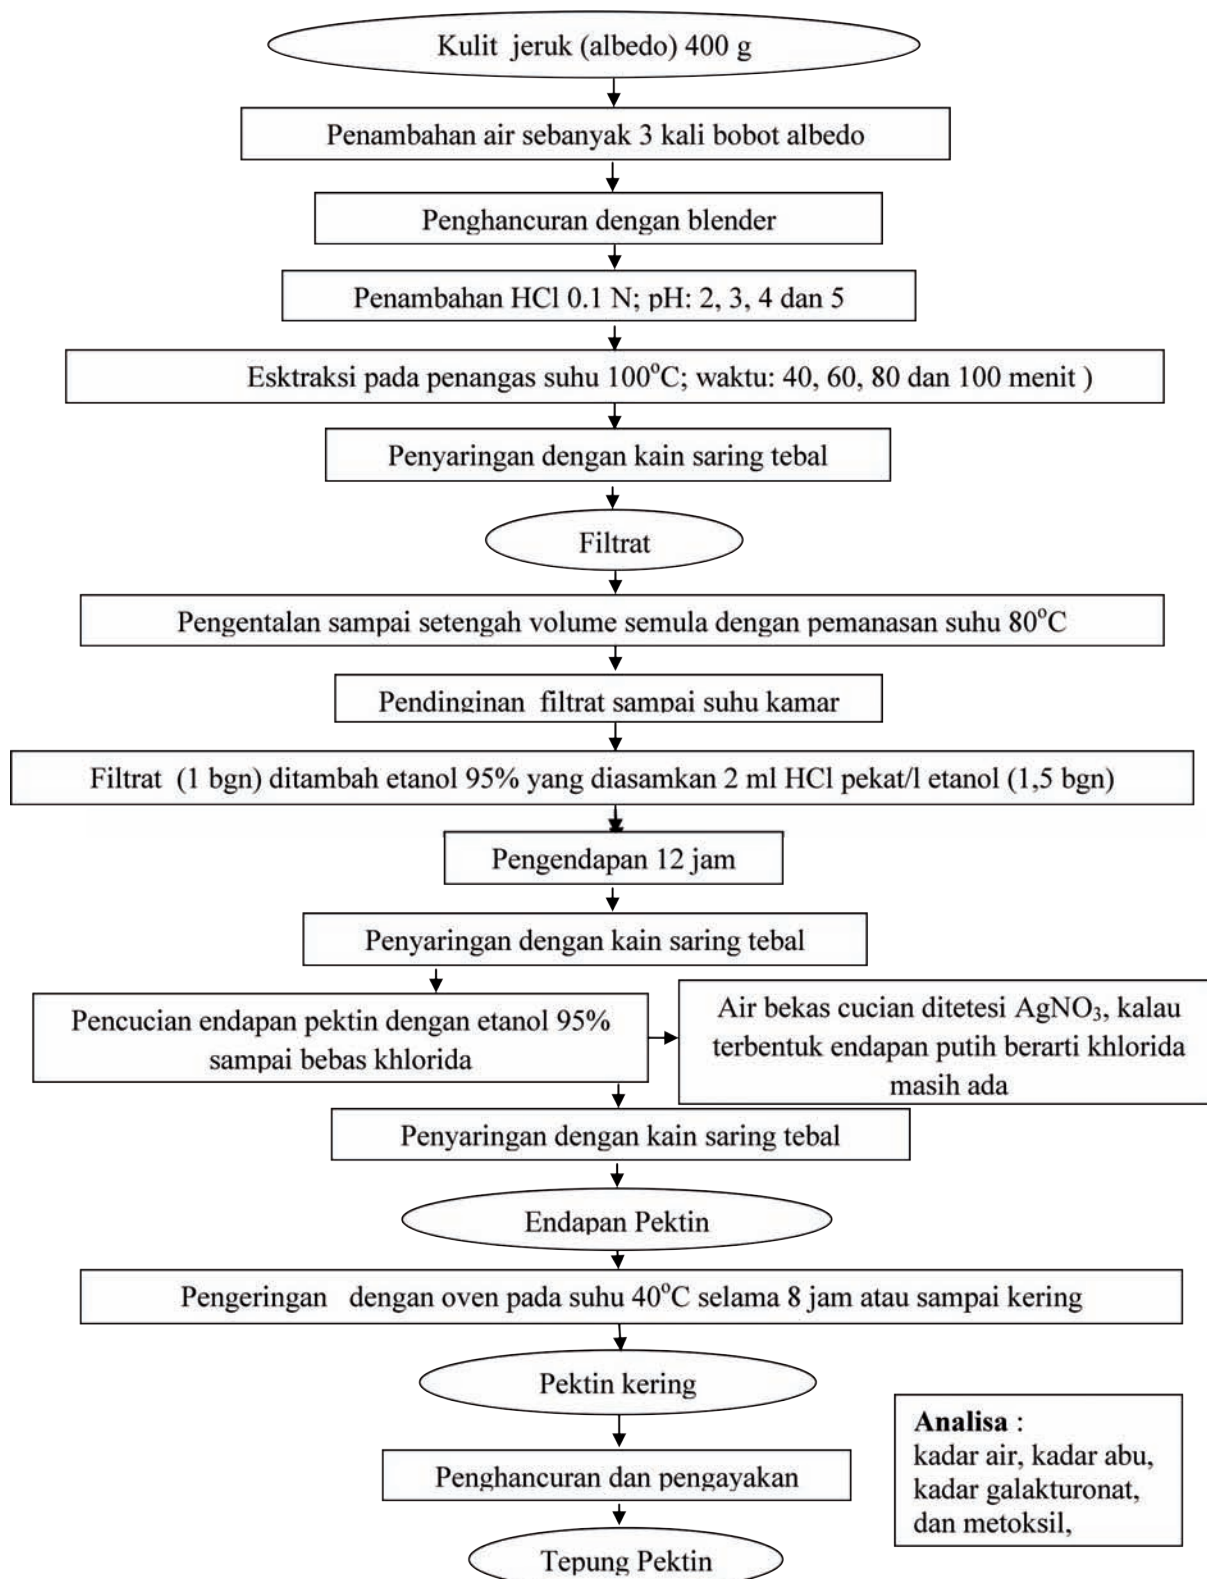 Kulit jeruk (albedo) 400 g
Penambahan air sebanyak 3 kali bobot albedo
Penghancuran dengan blender
Penambahan HCl 0.1 N; pH: 2, 3, 4 dan 5
Esktraksi pada penangas suhu 100°C; waktu: 40, 60, 80 dan 100 menit )
Penyaringan dengan kain saring tebal
Filtrat
Pengentalan sampai setengah volume semula dengan pemanasan suhu 80°C
Pendinginan filtrat sampai suhu kamar
Filtrat (1 bgn) ditambah etanol 95% yang diasamkan 2 ml HCl pekat/l etanol (1,5 bgn)
Pengendapan 12 jam
Penyaringan dengan kain saring tebal
Pencucian endapan pektin dengan etanol 95%
sampai bebas khlorida
Air bekas cucian ditetesi AgNO₃, kalau
terbentuk endapan putih berarti khlorida
masih ada
Penyaringan dengan kain saring tebal
Endapan Pektin
Pengeringan dengan oven pada suhu 40°C selama 8 jam atau sampai kering
Pektin kering
Penghancuran dan pengayakan
Tepung Pektin
Analisa :
kadar air, kadar abu,
kadar galakturonat,
dan metoksil,